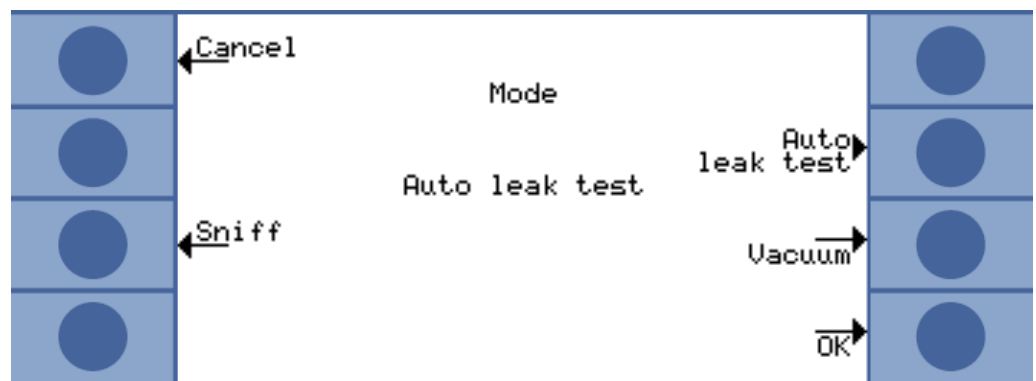 Cancel
Mode
Auto
leak test
Auto leak test
Sniff
Vacuum
OK